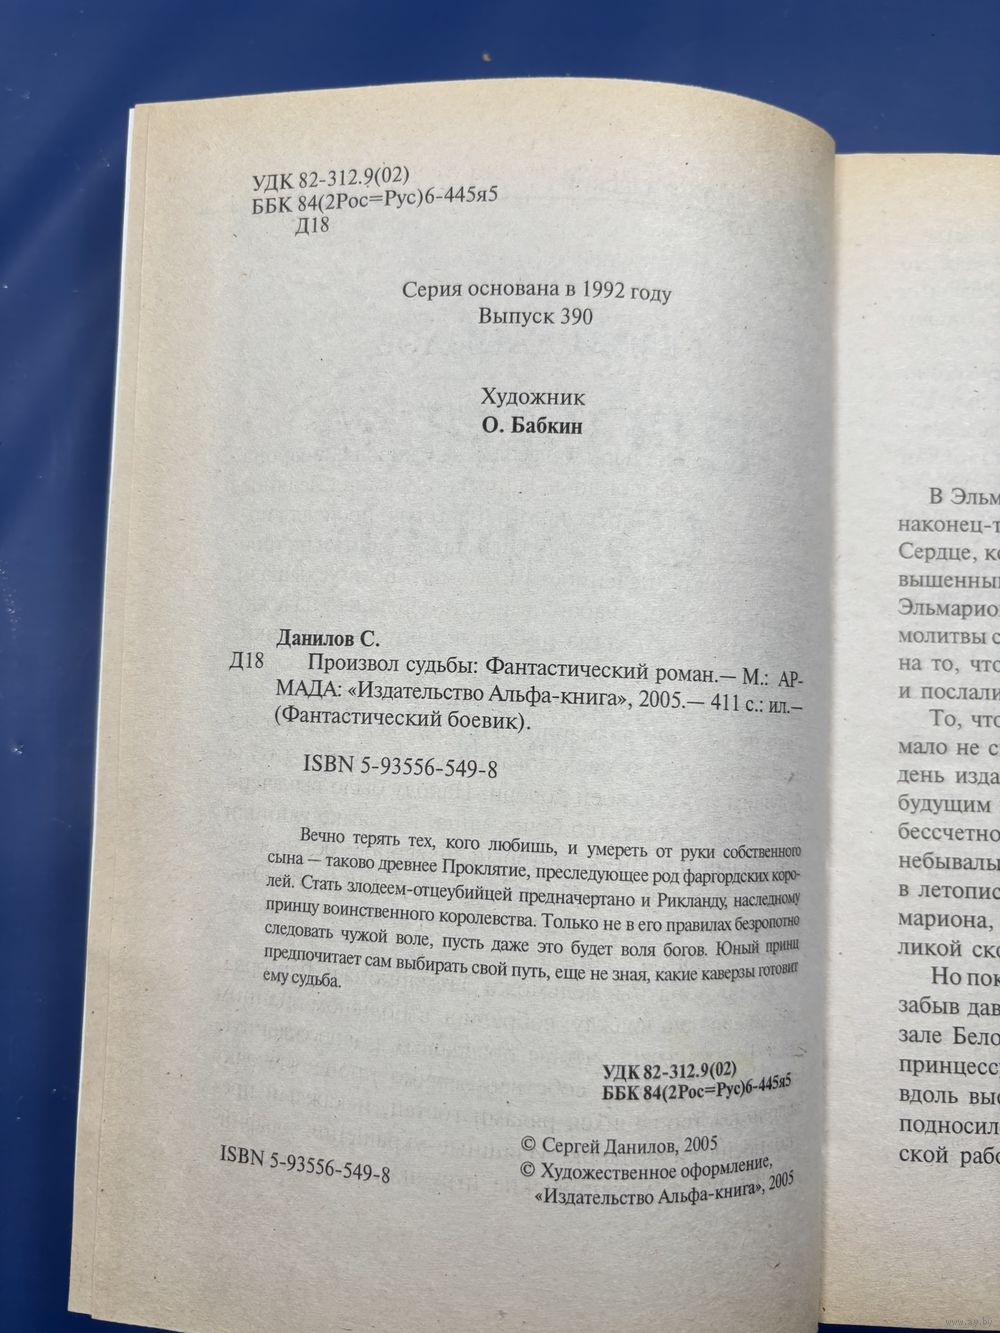 УДК 82-312.9(02)
ББК 84(2Рос=Рус)6-445я5
Д18
Серия основана в 1992 году
Выпуск 390
Художник
О. Бабкин
Данилов С.
Д18 Произвол судьбы: Фантастический роман.— М.: АР-
МАДА: «Издательство Альфа-книга», 2005.— 411 с.: ил.—
(Фантастический боевик).
ISBN 5-93556-549-8
Вечно терять тех, кого любишь, и умереть от руки собственного
сына — таково древнее Проклятие, преследующее род фаргордских коро-
лей. Стать злодеем-отцеубийцей предначертано и Рикланду, наследному
принцу воинственного королевства. Только не в его правилах безропотно
следовать чужой воле, пусть даже это будет воля богов. Юный принц
предпочитает сам выбирать свой путь, еще не зная, какие каверзы готовит
ему судьба.
УДК 82-312.9(02)
ББК 84(2Рос=Рус)6-445я5
© Сергей Данилов, 2005
© Художественное оформление,
«Издательство Альфа-книга», 2005
ISBN 5-93556-549-8
В Эльм
наконец-т
Сердце, ко
вышенны
Эльмарио
молитвы с
на то, что
и послали
То, что
мало не с
день изда
будущим
бессчетно
небывалы
в летопис
мариона,
ликой ско
Но пок
забыв дав
зале Бело
принцесс
вдоль выс
подносил
ской рабо
www.ay.by